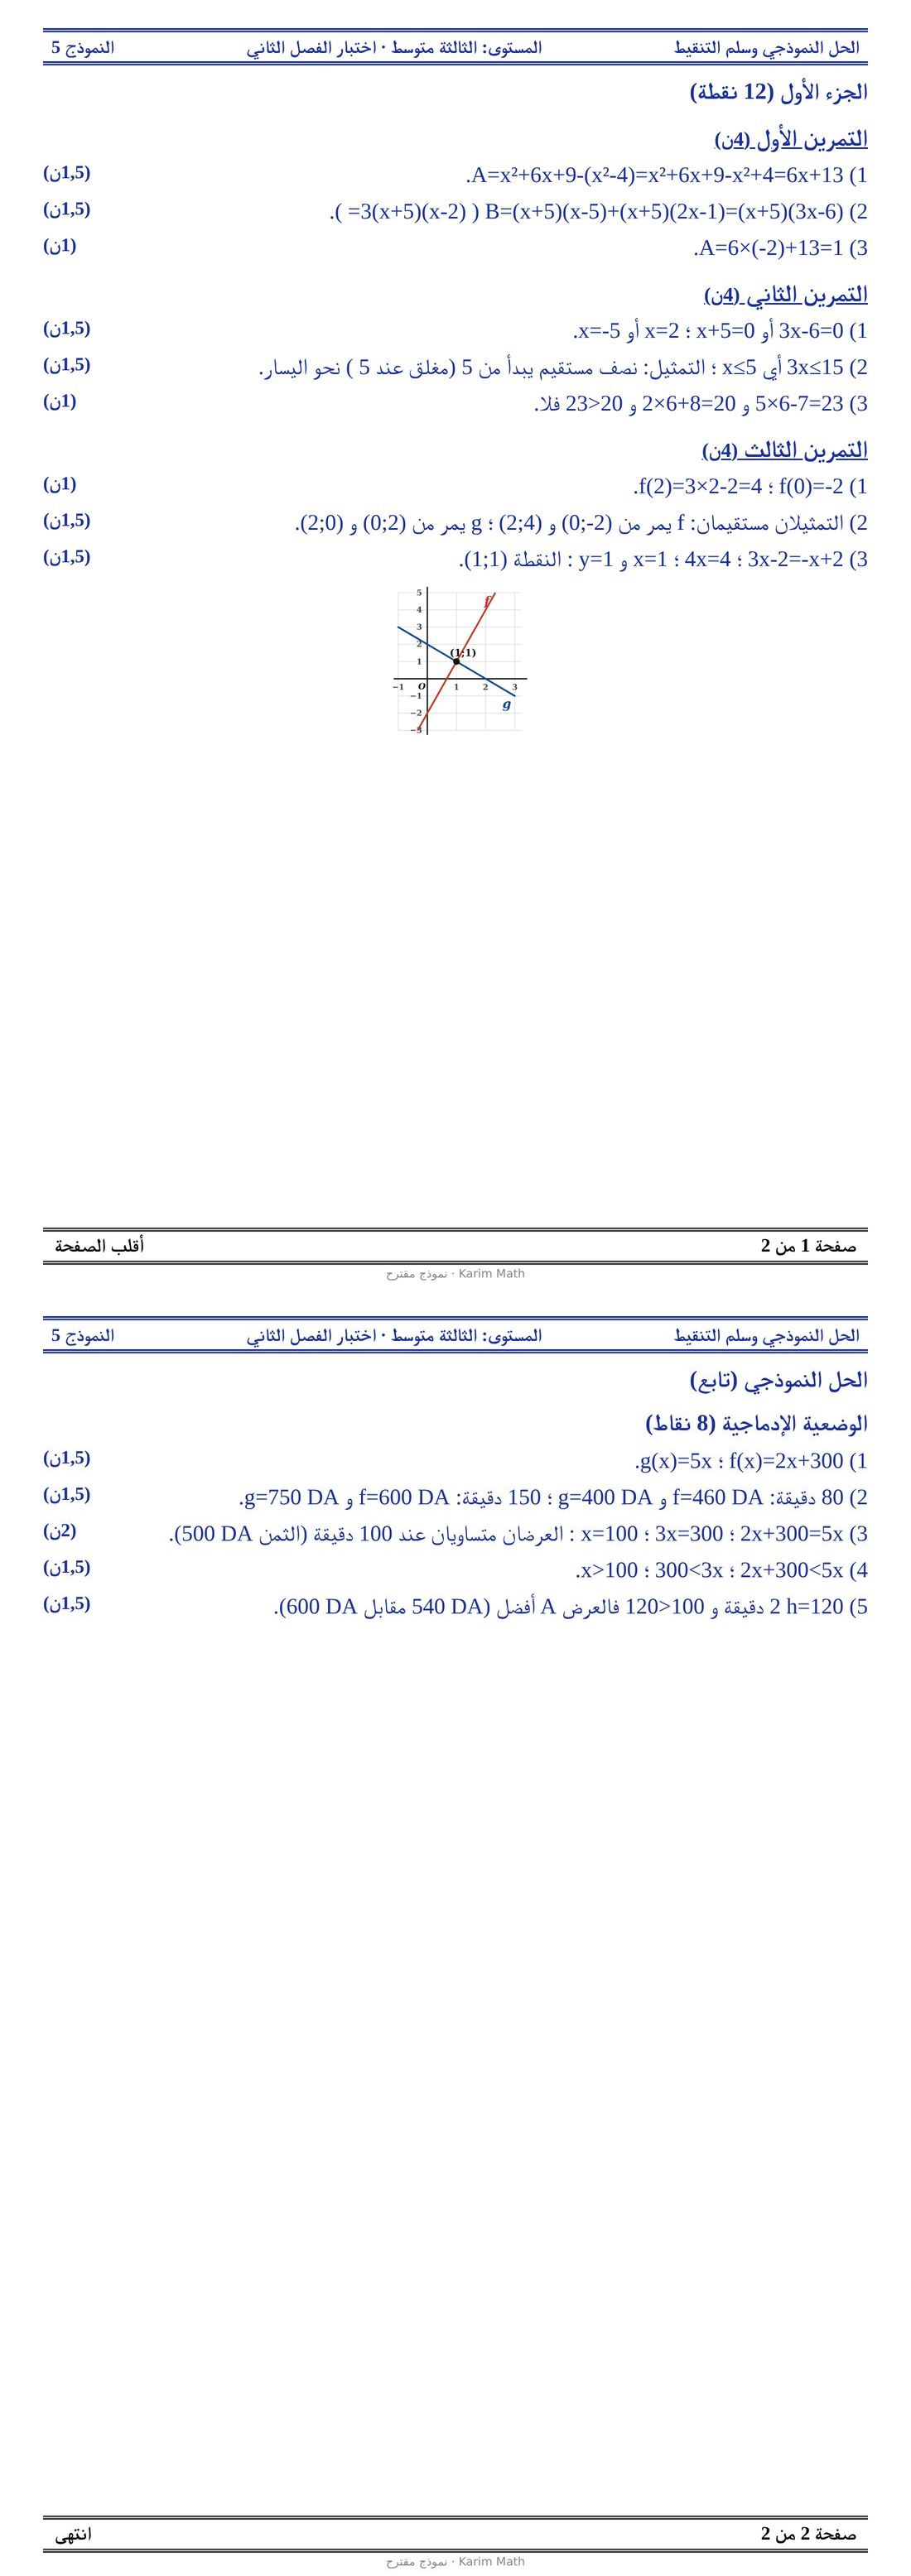 الحل النموذجي وسلم التنقيط المستوى: الثالثة متوسط · اختبار الفصل الثاني النموذج 5
الجزء الأول (12 نقطة)
التمرين الأول (4ن)
1) A=x²+6x+9-(x²-4)=x²+6x+9-x²+4=6x+13. (1,5ن)
2) B=(x+5)(x-5)+(x+5)(2x-1)=(x+5)(3x-6) ( =3(x+5)(x-2) ). (1,5ن)
3) A=6×(-2)+13=1. (1ن)
التمرين الثاني (4ن)
1) 3x-6=0 أو x+5=0 ؛ x=2 أو x=-5. (1,5ن)
2) 3x≤15 أي x≤5 ؛ التمثيل: نصف مستقيم يبدأ من 5 (مغلق عند 5 ) نحو اليسار. (1,5ن)
3) 5×6-7=23 و 2×6+8=20 و 23>20 فلا. (1ن)
التمرين الثالث (4ن)
1) f(0)=-2 ؛ f(2)=3×2-2=4. (1ن)
2) التمثيلان مستقيمان: f يمر من (0;-2) و (2;4) ؛ g يمر من (0;2) و (2;0). (1,5ن)
3) 3x-2=-x+2 ؛ 4x=4 ؛ x=1 و y=1 : النقطة (1;1). (1,5ن)
5
f
4
3
2
(1;1)
1
−1 O 1 2 3
−1
g
−2
−3
صفحة 1 من 2 أقلب الصفحة
Karim Math · نموذج مقترح
الحل النموذجي وسلم التنقيط المستوى: الثالثة متوسط · اختبار الفصل الثاني النموذج 5
الحل النموذجي (تابع)
الوضعية الإدماجية (8 نقاط)
1) f(x)=2x+300 ؛ g(x)=5x. (1,5ن)
2) 80 دقيقة: f=460 DA و g=400 DA ؛ 150 دقيقة: f=600 DA و g=750 DA. (1,5ن)
3) 2x+300=5x ؛ 3x=300 ؛ x=100 : العرضان متساويان عند 100 دقيقة (الثمن 500 DA). (2ن)
4) 2x+300<5x ؛ 300<3x ؛ x>100. (1,5ن)
5) 2 h=120 دقيقة و 120>100 فالعرض A أفضل (540 DA مقابل 600 DA). (1,5ن)
صفحة 2 من 2 انتهى
Karim Math · نموذج مقترح